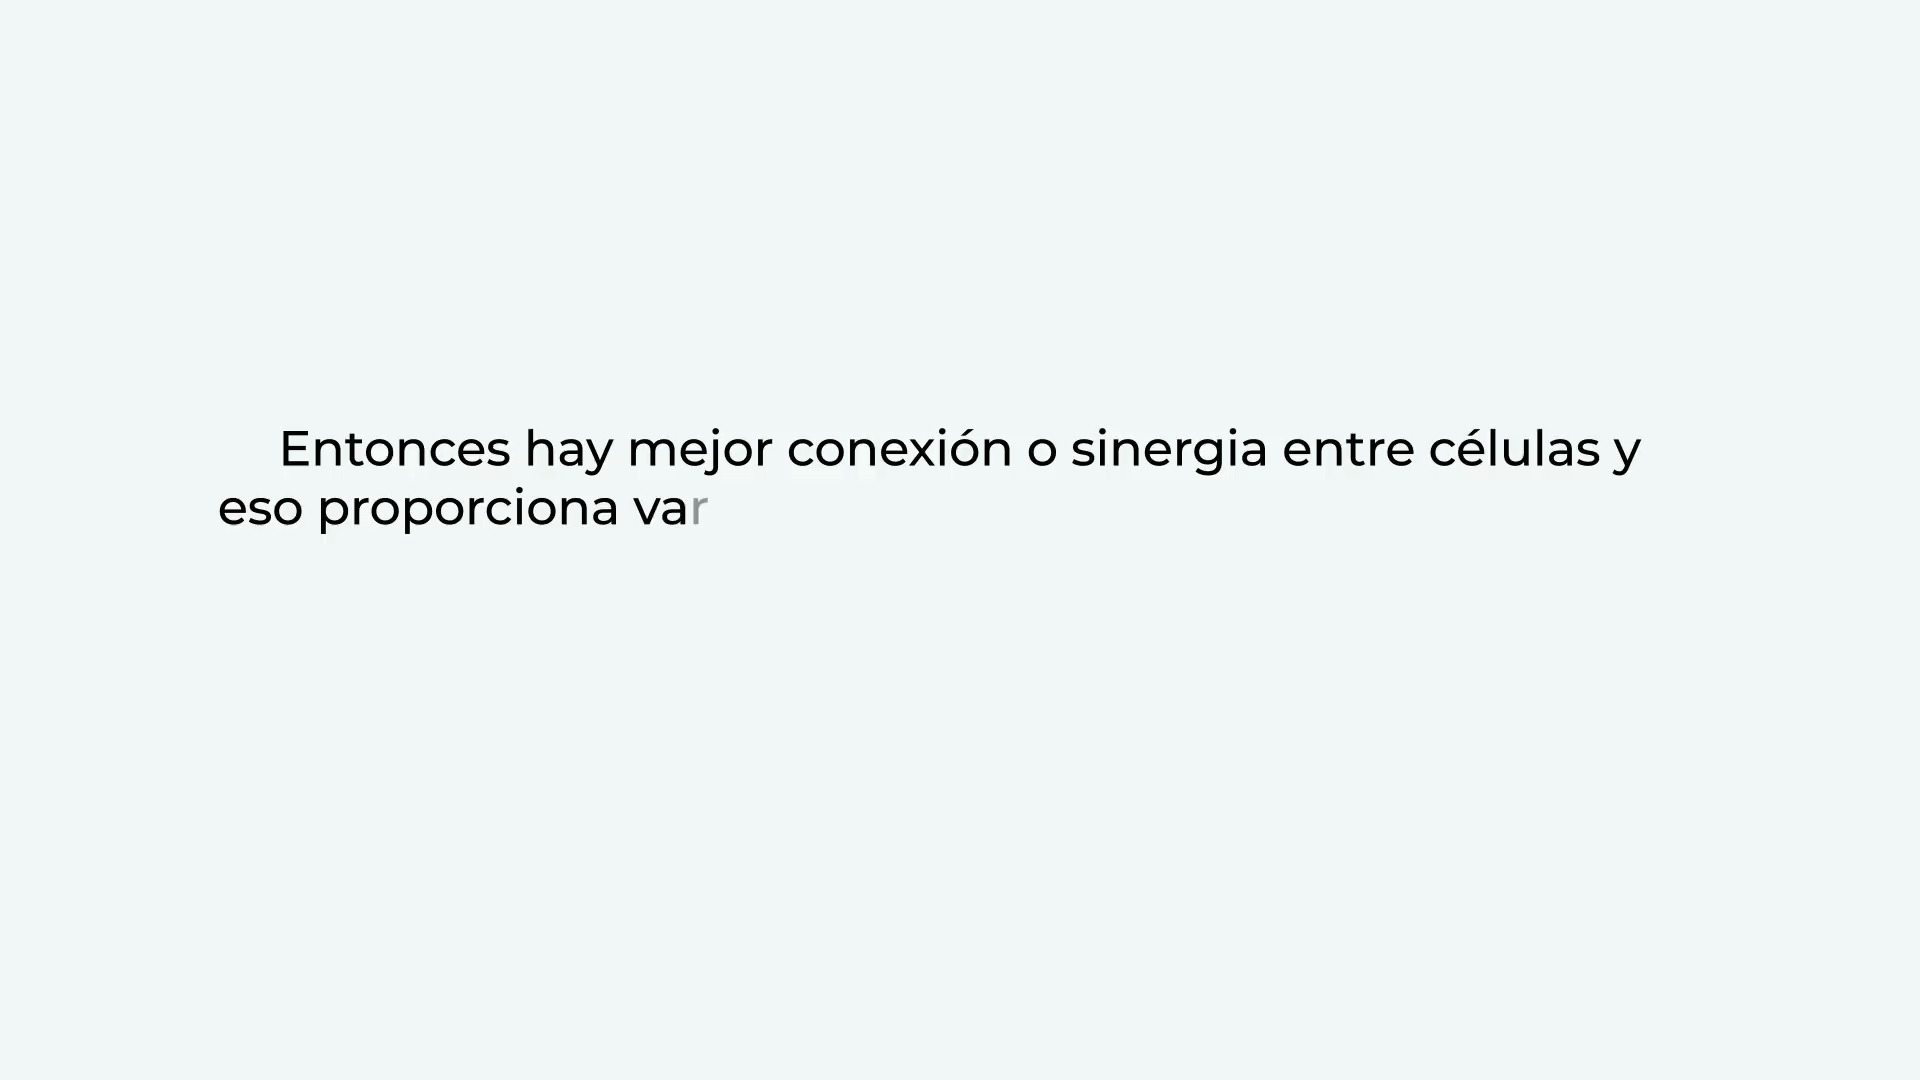 Entonces hay mejor conexión o sinergia entre células y
eso proporciona var